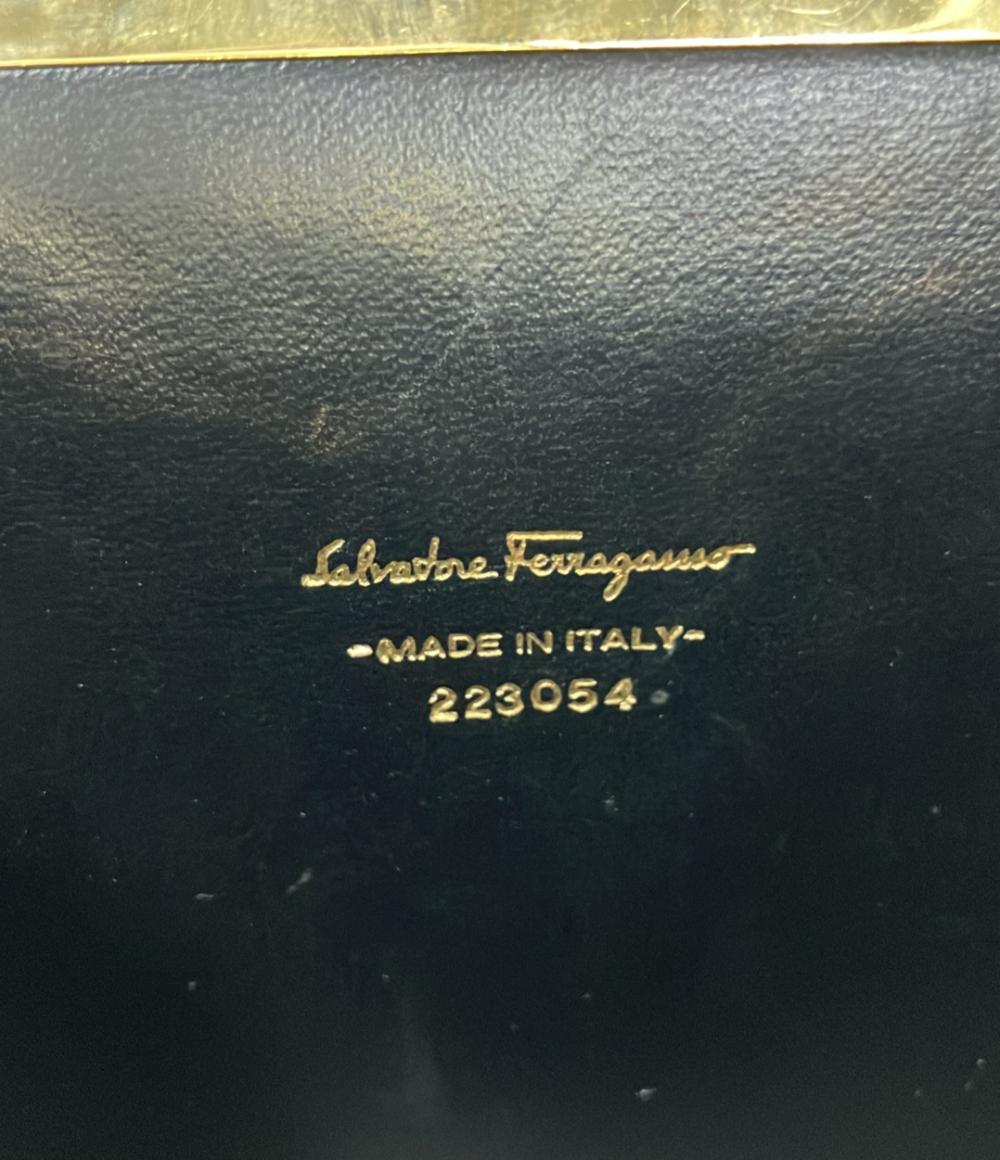 Salvatore Ferragamo
-MADE IN ITALY-
223054